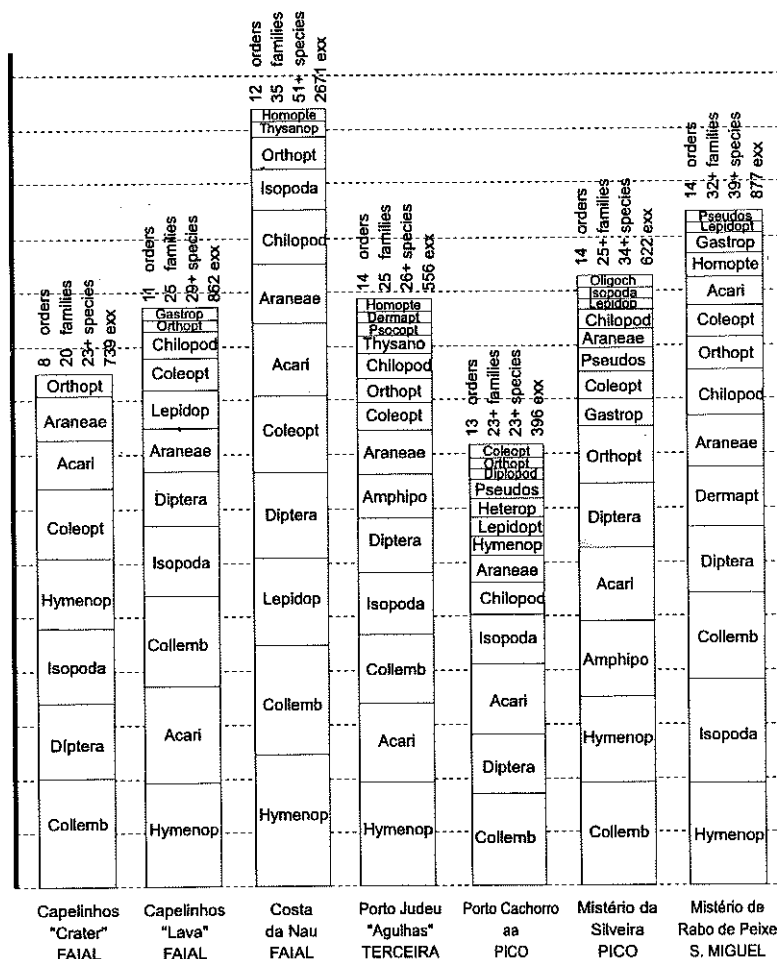 8 orders
20 families
23+ species
739 exx
Orthopt
Araneae
Acari
Coleopt
Hymenop
Isopoda
Díptera
Collemb
Capelinhos
"Crater"
FAIAL
11 orders
25 families
29+ species
862 exx
Gastrop
Orthopt
Chilopod
Coleopt
Lepidop
Araneae
Diptera
Isopoda
Collemb
Acari
Hymenop
Capelinhos
"Lava"
FAIAL
12 orders
35 families
51+ species
2671 exx
Homopte
Thysanop
Orthopt
Isopoda
Chilopod
Araneae
Acari
Coleopt
Diptera
Lepidop
Collemb
Hymenop
Costa
da Nau
FAIAL
14 orders
25 families
26+ species
556 exx
Homopte
Dermapt
Psocopt
Thysano
Chilopod
Orthopt
Coleopt
Araneae
Amphipo
Diptera
Isopoda
Collemb
Acari
Hymenop
Porto Judeu
"Agulhas"
TERCEIRA
13 orders
23+ families
23+ species
396 exx
Coleopt
Orthopt
Diplopod
Pseudos
Heterop
Lepidopt
Hymenop
Araneae
Chilopod
Isopoda
Acari
Diptera
Collemb
Porto Cachorro
aa
PICO
14 orders
25+ families
34+ species
622 exx
Oligoch
Isopoda
Lepidop
Chilopod
Araneae
Pseudos
Coleopt
Gastrop
Orthopt
Diptera
Acari
Amphipo
Hymenop
Collemb
Mistério da
Silveira
PICO
14 orders
32+ families
39+ species
877 exx
Pseudos
Lepidopt
Gastrop
Homopte
Acari
Coleopt
Orthopt
Chilopod
Araneae
Dermapt
Diptera
Collemb
Isopoda
Hymenop
Mistério de
Rabo de Peixe
S. MIGUEL